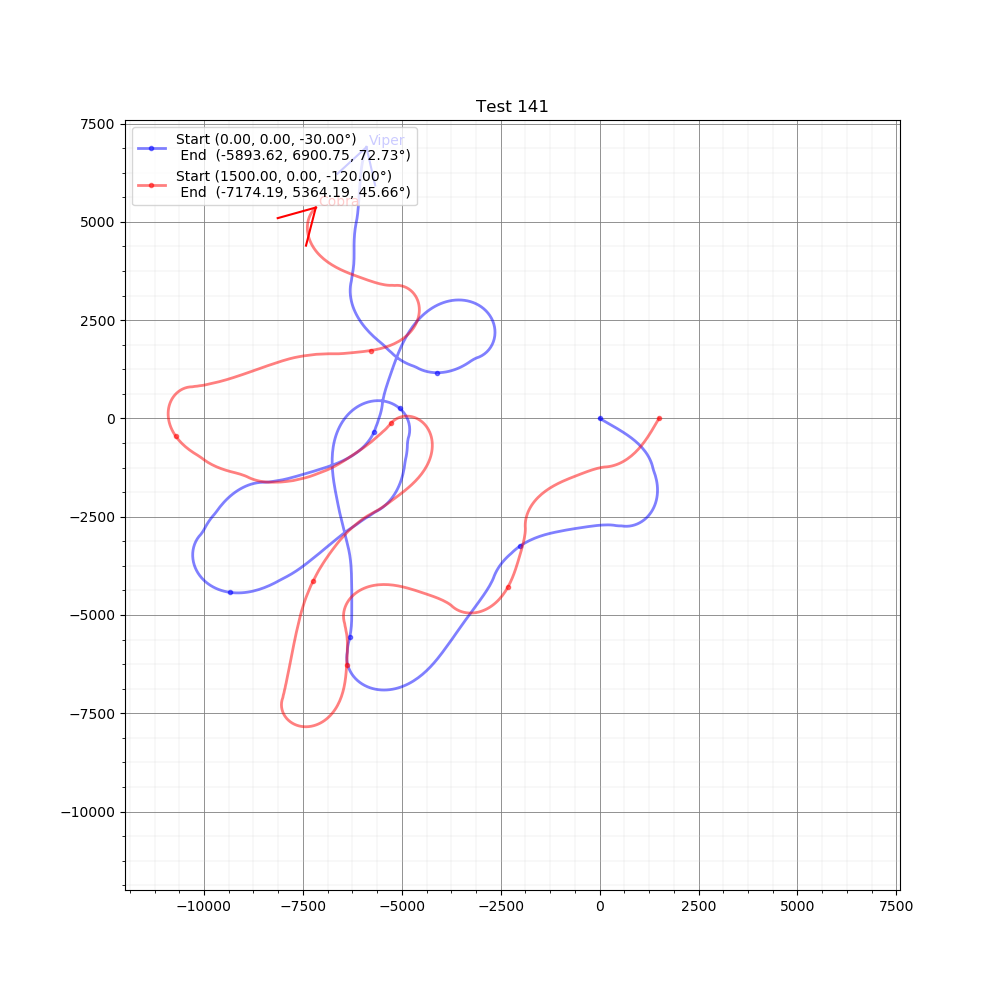 Test 141
Start (0.00, 0.00, -30.00°)
End (-5893.62, 6900.75, 72.73°)
Start (1500.00, 0.00, -120.00°)
End (-7174.19, 5364.19, 45.66°)
Viper
Cobra
7500
5000
2500
0
−2500
−5000
−7500
−10000
−10000
−7500
−5000
−2500
0
2500
5000
7500